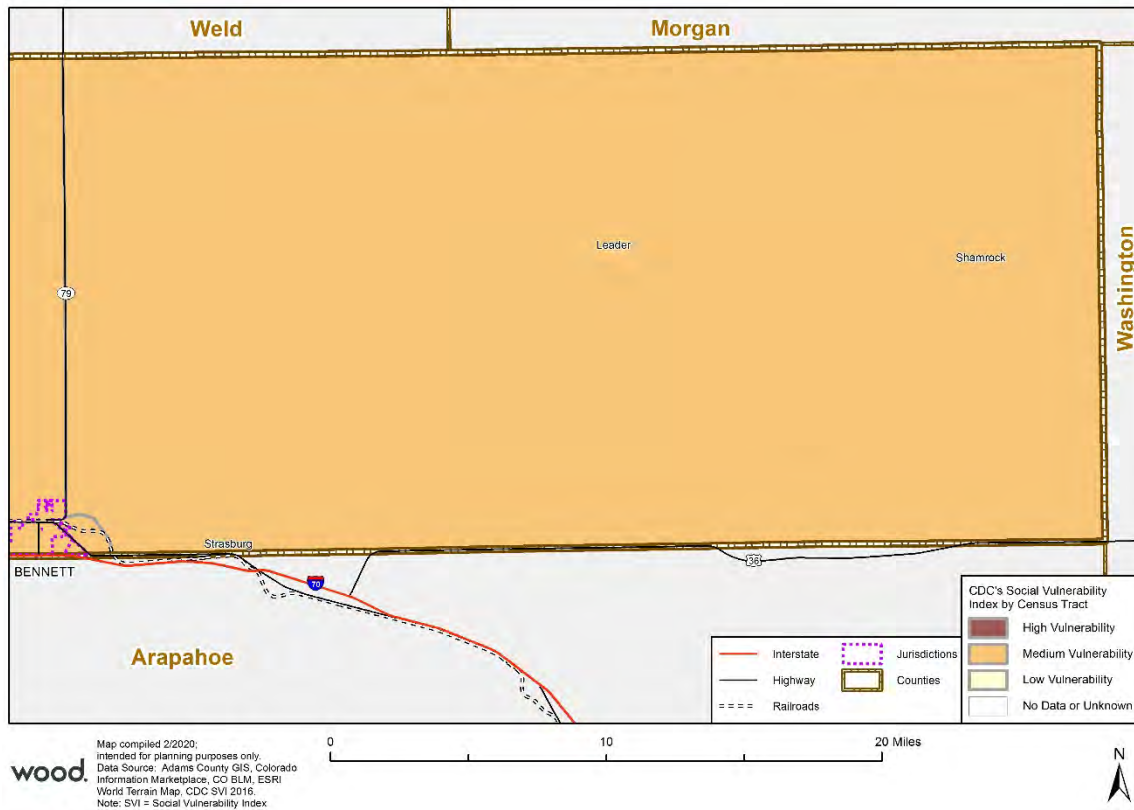 Weld
Morgan
Leader
Shamrock
Washington
79
Strasburg
36
BENNETT
70
Arapahoe
CDC's Social Vulnerability
Index by Census Tract
High Vulnerability
Medium Vulnerability
Low Vulnerability
No Data or Unknown
Interstate
Jurisdictions
Highway
Counties
Railroads
wood.
Map compiled 2/2020;
intended for planning purposes only.
Data Source: Adams County GIS, Colorado
Information Marketplace, CO BLM, ESRI
World Terrain Map, CDC SVI 2016.
Note: SVI = Social Vulnerability Index
0
10
20 Miles
N